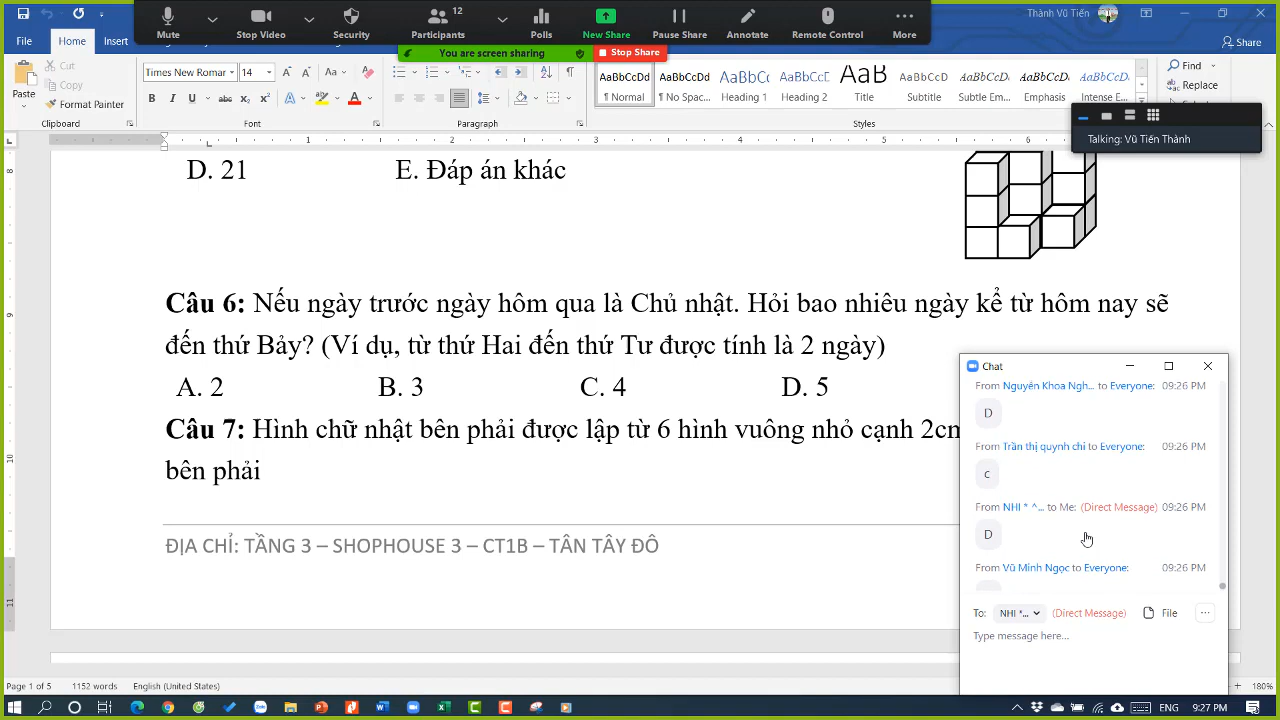 Mute
Stop Video
Security
Participants
12
Polls
New Share
Pause Share
Annotate
Remote Control
More
Thành Vũ Tiến
File
Home
Insert
You are screen sharing
Stop Share
Share
Cut
Copy
Paste
Format Painter
Times New Roman
14
Clipboard
Font
Paragraph
Styles
AaBbCcDd
¶ Normal
AaBbCcDd
¶ No Spac...
AaBbCcD
Heading 1
AaBbCcD
Heading 2
AaB
Title
AaBbCcD
Subtitle
AaBbCcDd
Subtle Em...
AaBbCcDd
Emphasis
AaBbCcDd
Intense E...
Find
Replace
Talking: Vũ Tiến Thành
D. 21 E. Đáp án khác
Câu 6: Nếu ngày trước ngày hôm qua là Chủ nhật. Hỏi bao nhiêu ngày kể từ hôm nay sẽ
đến thứ Bảy? (Ví dụ, từ thứ Hai đến thứ Tư được tính là 2 ngày)
A. 2 B. 3 C. 4 D. 5
Câu 7: Hình chữ nhật bên phải được lập từ 6 hình vuông nhỏ cạnh 2cm
bên phải
ĐỊA CHỈ: TẦNG 3 – SHOPHOUSE 3 – CT1B – TÂN TÂY ĐÔ
Chat
From Nguyên Khoa Ngh... to Everyone: 09:26 PM
D
From Trần thị quynh chi to Everyone: 09:26 PM
c
From NHI * ^... to Me: (Direct Message) 09:26 PM
D
From Vũ Minh Ngọc to Everyone: 09:26 PM
To: NHI *... (Direct Message) File
Type message here...
Page 1 of 5 1152 words English (United States)
180%
ENG 9:27 PM